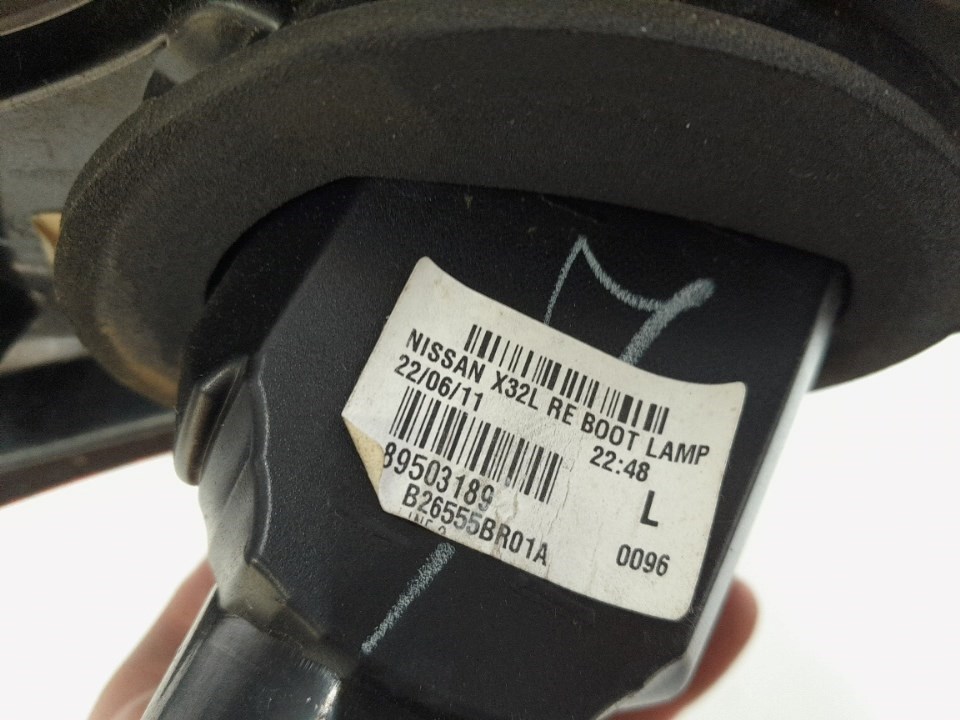 NISSAN X32L RE BOOT LAMP
22/06/11 22:48
89503189 L
B26555BR01A 0096